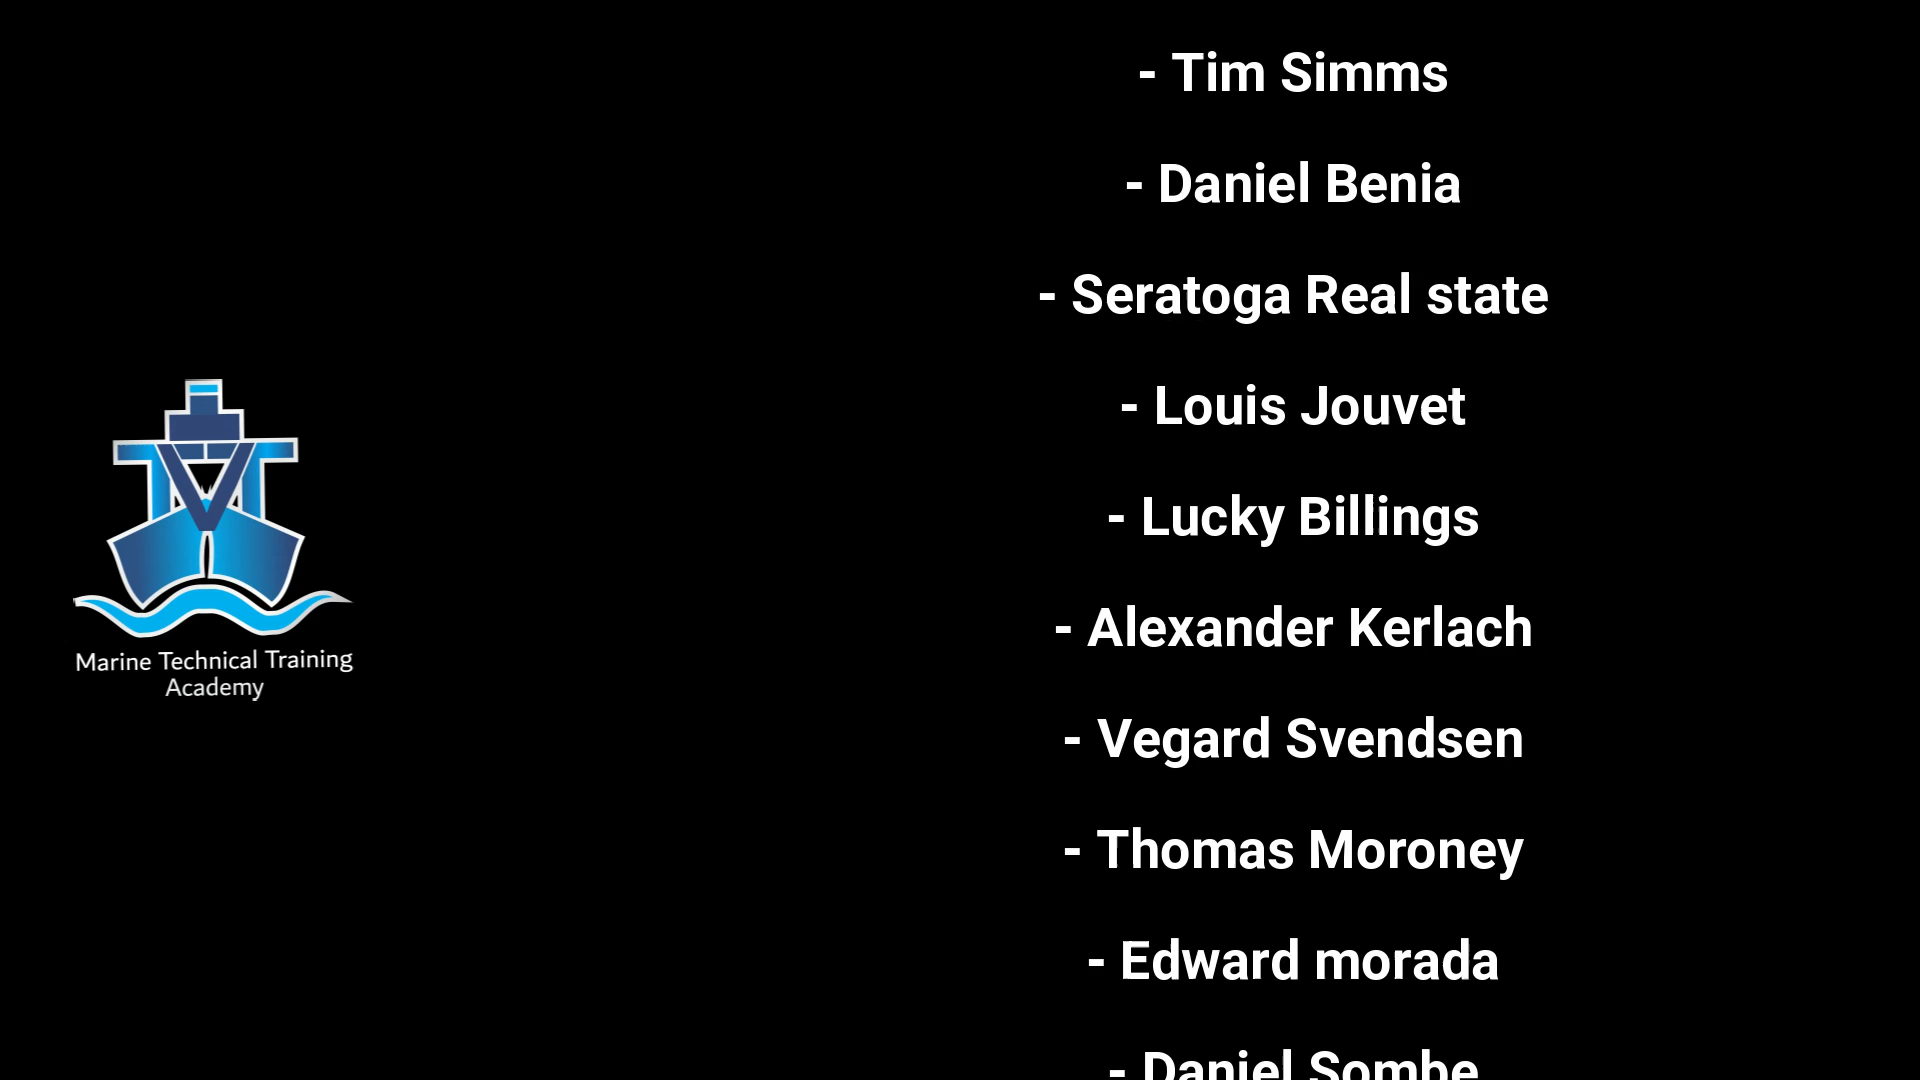 - Tim Simms
- Daniel Benia
- Seratoga Real state
- Louis Jouvet
- Lucky Billings
- Alexander Kerlach
- Vegard Svendsen
- Thomas Moroney
- Edward morada
- Daniel Sombe
Marine Technical Training
Academy